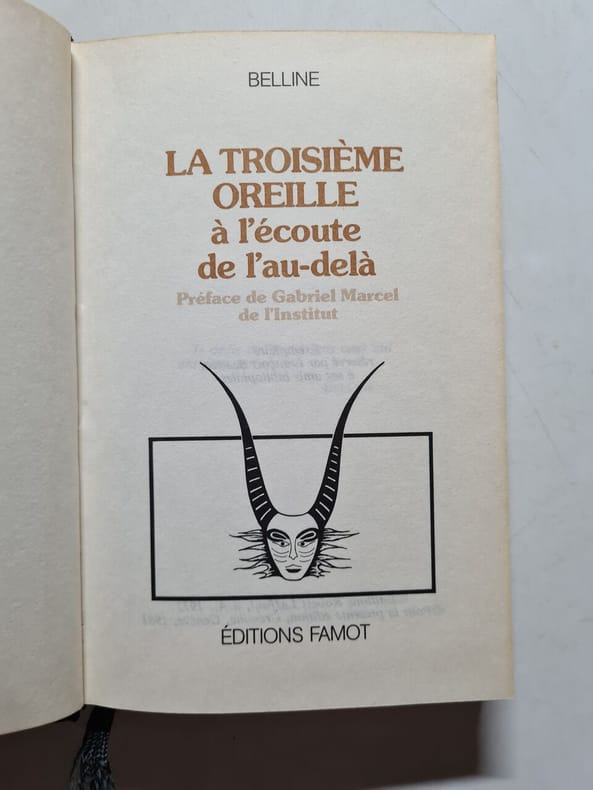 BELLINE
LA TROISIÈME
OREILLE
à l'écoute
de l'au-delà
Préface de Gabriel Marcel
de l'Institut
ÉDITIONS FAMOT